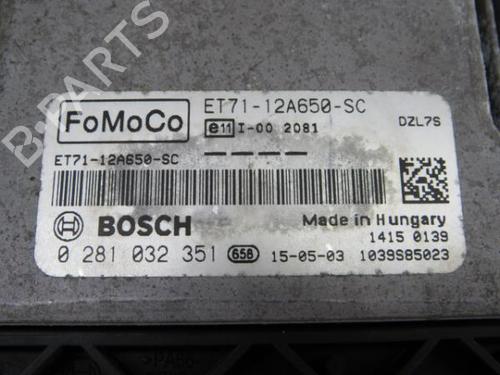 B-PARTS
FoMoCo
ET71-12A650-SC
e11 I-00 2081
DZL7S
ET71-12A650-SC
BOSCH
Made in Hungary
1415 0139
0 281 032 351 658 15-05-03 1039S85023